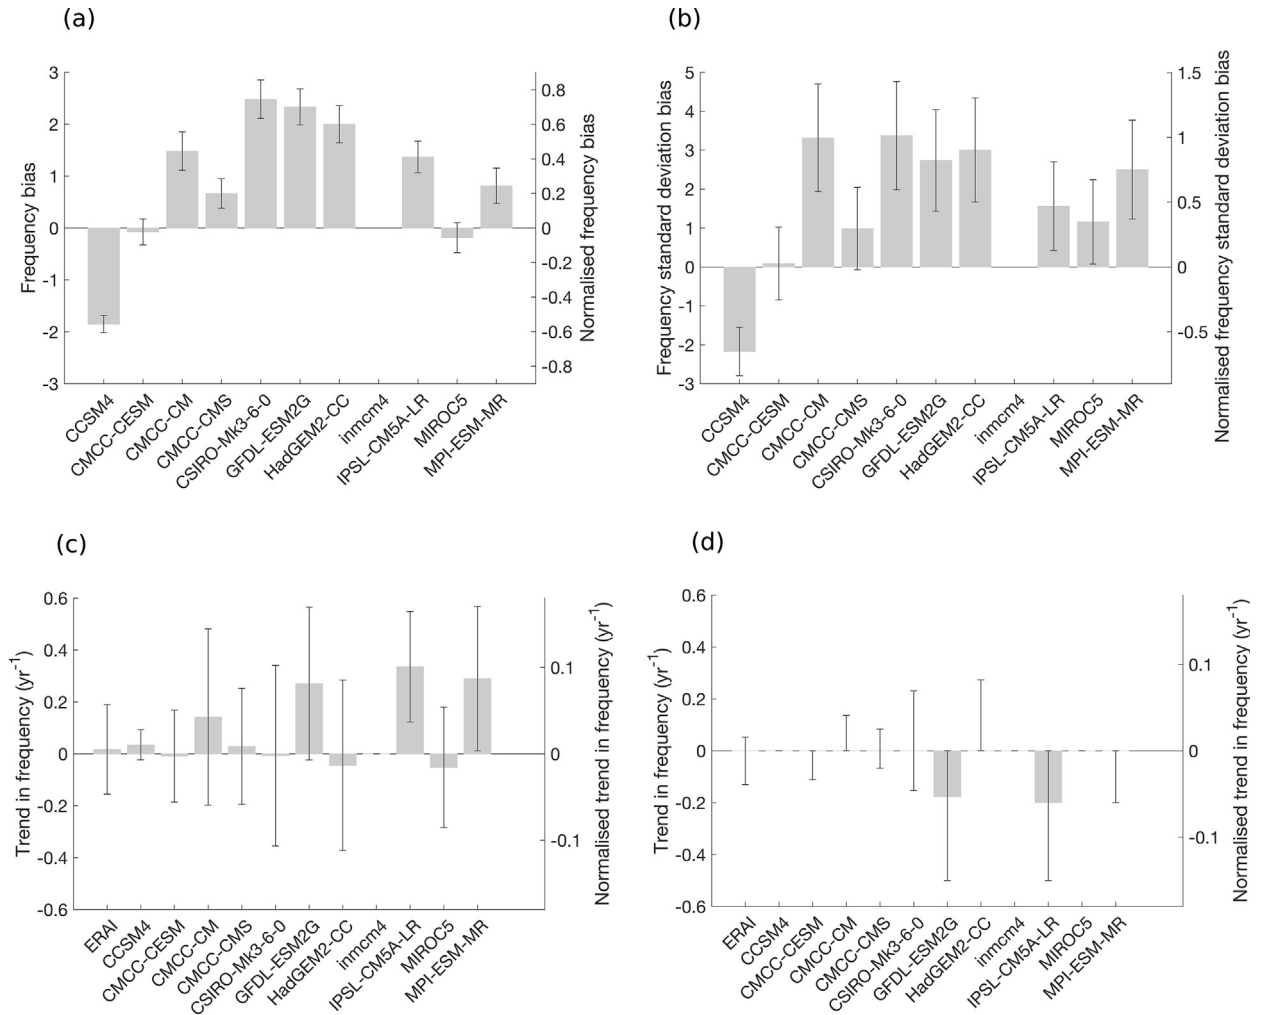 (a)
Frequency bias
3
2
1
0
-1
-2
-3
0.8
0.6
0.4
0.2
0
-0.2
-0.4
-0.6
-0.8
Normalised frequency bias
CCSM4
CMCC-CESM
CMCC-CM
CMCC-CMS
CSIRO-Mk3-6-0
GFDL-ESM2G
HadGEM2-CC
inmcm4
IPSL-CM5A-LR
MIROC5
MPI-ESM-MR
(b)
Frequency standard deviation bias
5
4
3
2
1
0
-1
-2
-3
1.5
1
0.5
0
-0.5
Normalised frequency standard deviation bias
CCSM4
CMCC-CESM
CMCC-CM
CMCC-CMS
CSIRO-Mk3-6-0
GFDL-ESM2G
HadGEM2-CC
inmcm4
IPSL-CM5A-LR
MIROC5
MPI-ESM-MR
(c)
Trend in frequency (yr-1)
0.6
0.4
0.2
0
-0.2
-0.4
-0.6
0.1
0
-0.1
Normalised trend in frequency (yr-1)
ERAI
CCSM4
CMCC-CESM
CMCC-CM
CMCC-CMS
CSIRO-Mk3-6-0
GFDL-ESM2G
HadGEM2-CC
inmcm4
IPSL-CM5A-LR
MIROC5
MPI-ESM-MR
(d)
Trend in frequency (yr-1)
0.6
0.4
0.2
0
-0.2
-0.4
-0.6
0.1
0
-0.1
Normalised trend in frequency (yr-1)
ERAI
CCSM4
CMCC-CESM
CMCC-CM
CMCC-CMS
CSIRO-Mk3-6-0
GFDL-ESM2G
HadGEM2-CC
inmcm4
IPSL-CM5A-LR
MIROC5
MPI-ESM-MR